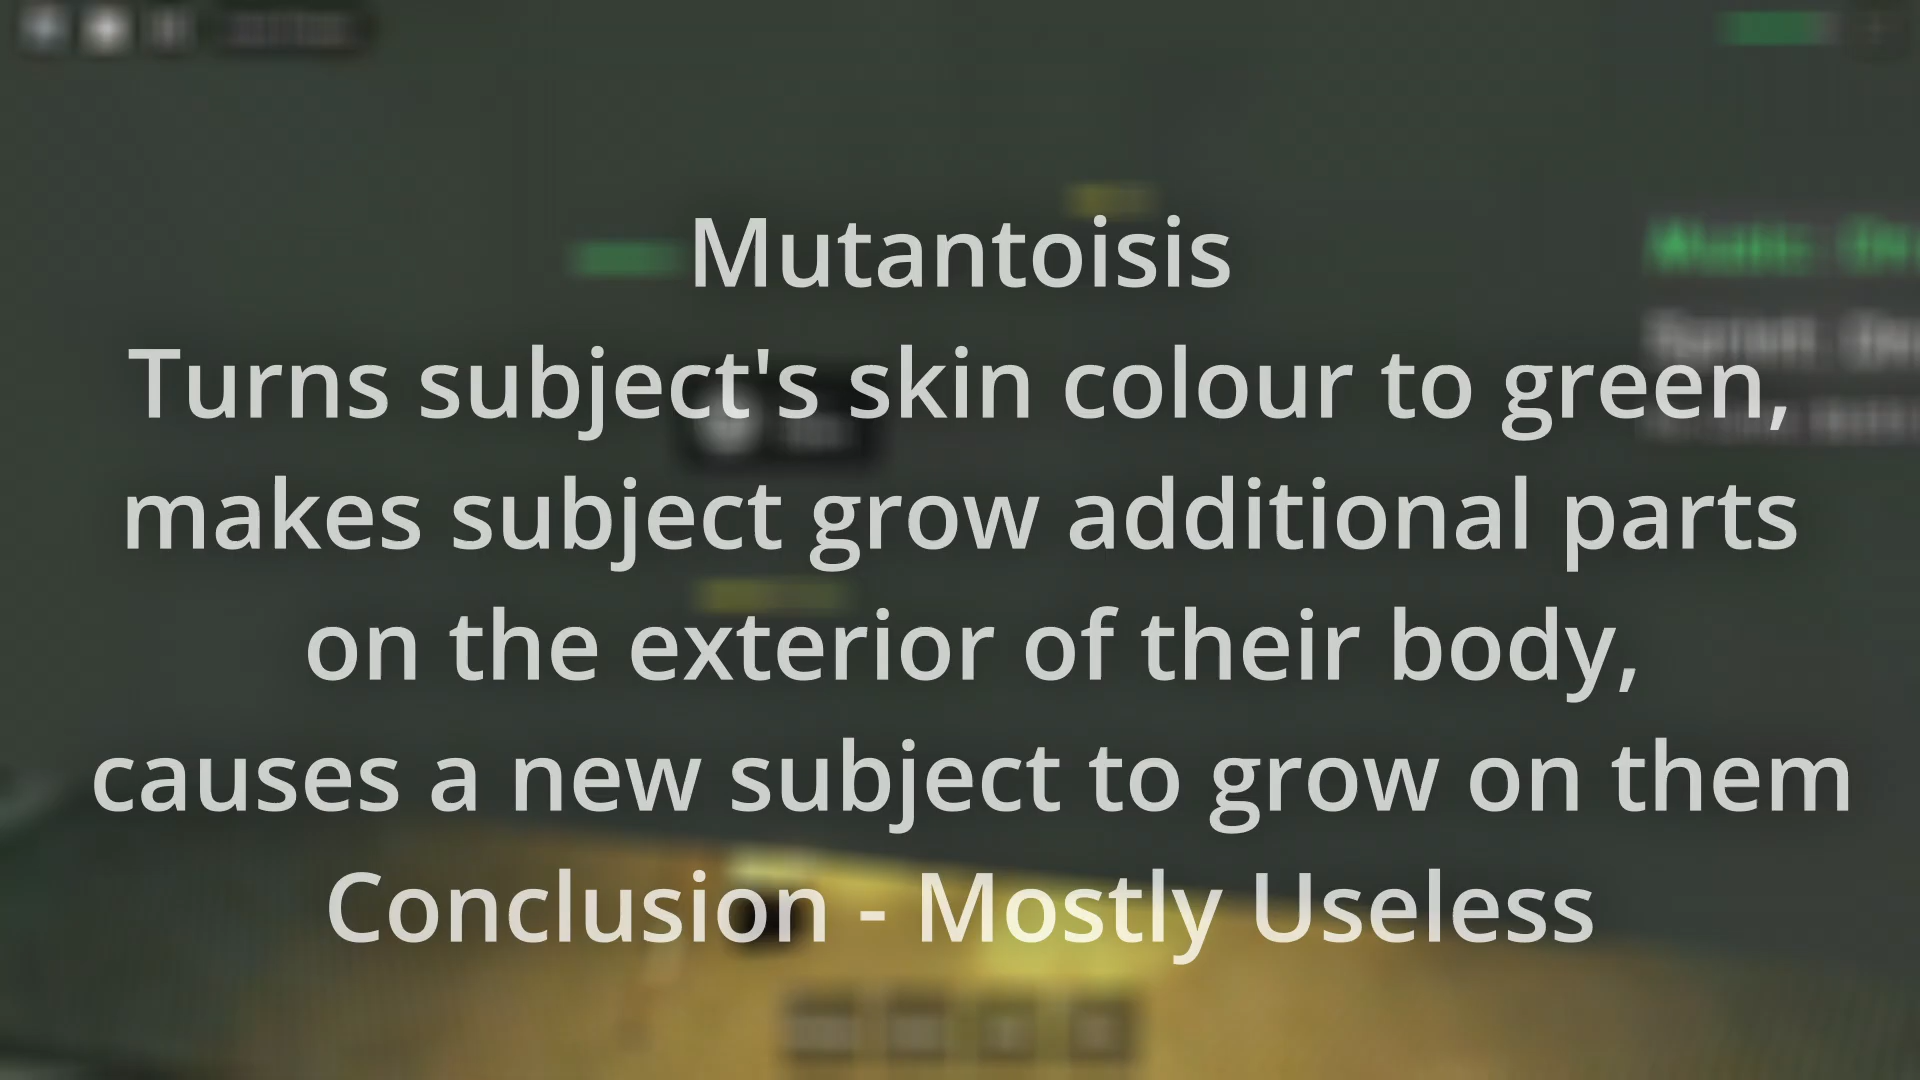 Mutantoisis
Turns subject's skin colour to green,
makes subject grow additional parts
on the exterior of their body,
causes a new subject to grow on them
Conclusion - Mostly Useless